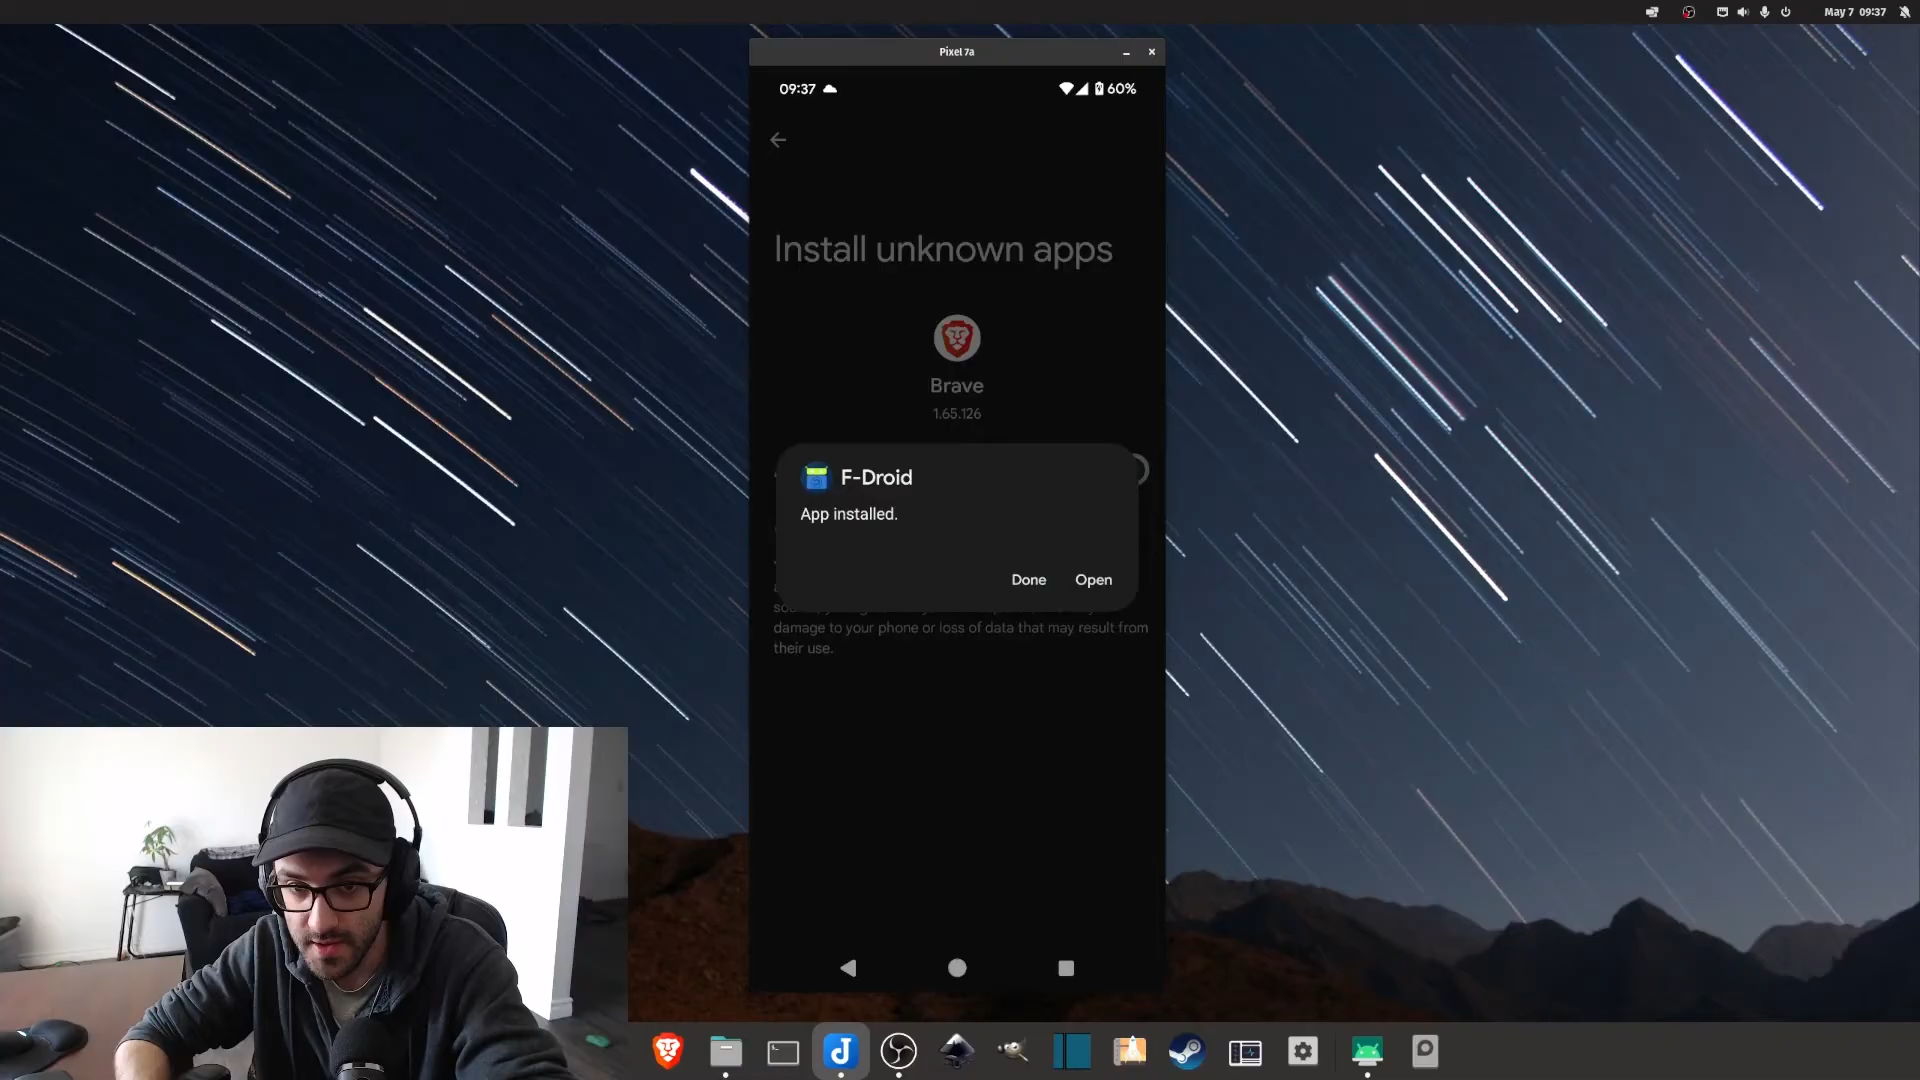 May 7 09:37
Pixel 7a
09:37
60%
Install unknown apps
Brave
1.65.126
F-Droid
App installed.
Done Open
damage to your phone or loss of data that may result from
their use.